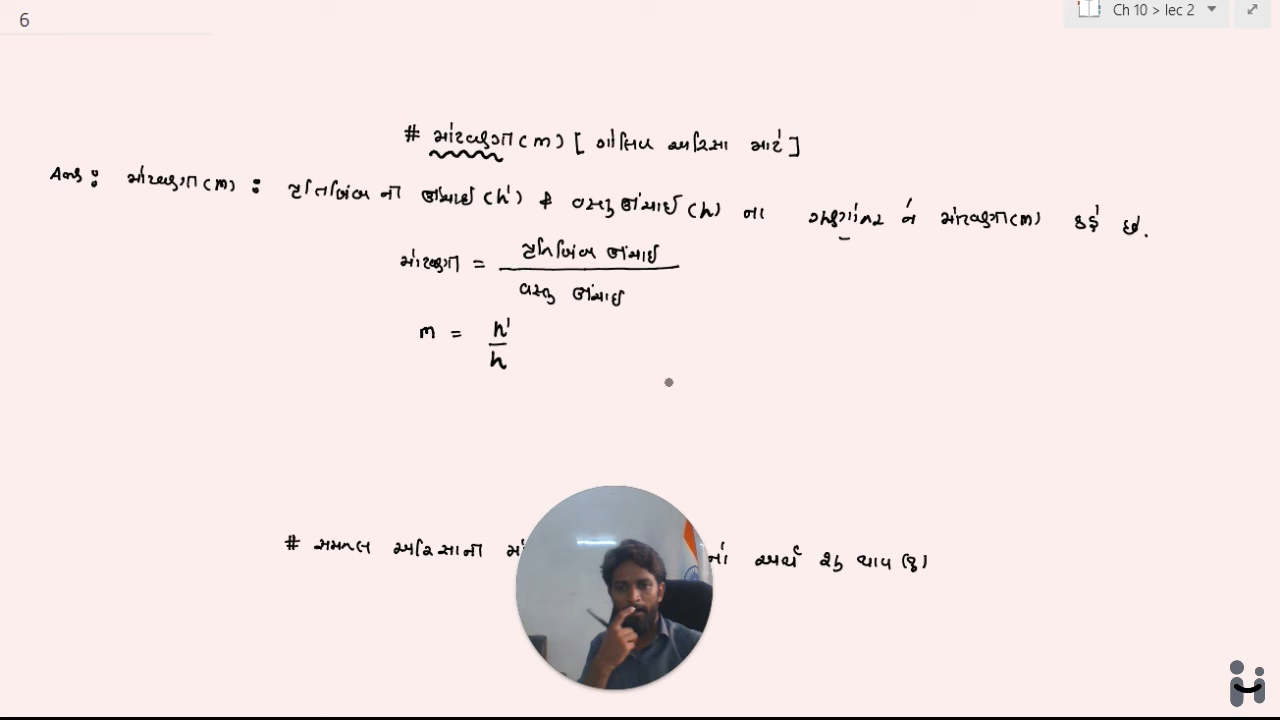 6
Ch 10 > lec 2
# મોટવણી (m) [ ગોલિય અરિસા માટે ]
Ans : મોટવણી (m) : પ્રતિબિંબ ની ઊંચાઈ (h') & વસ્તુ ઊંચાઈ (h) ના ગુણોત્તર ને મોટવણી (m) કહે છે.
મોટવણી = પ્રતિબિંબ ઊંચાઈ
વસ્તુ ઊંચાઈ
m = h'
h
# સમતલ અરિસાની નો અર્થ શું થાય (?)